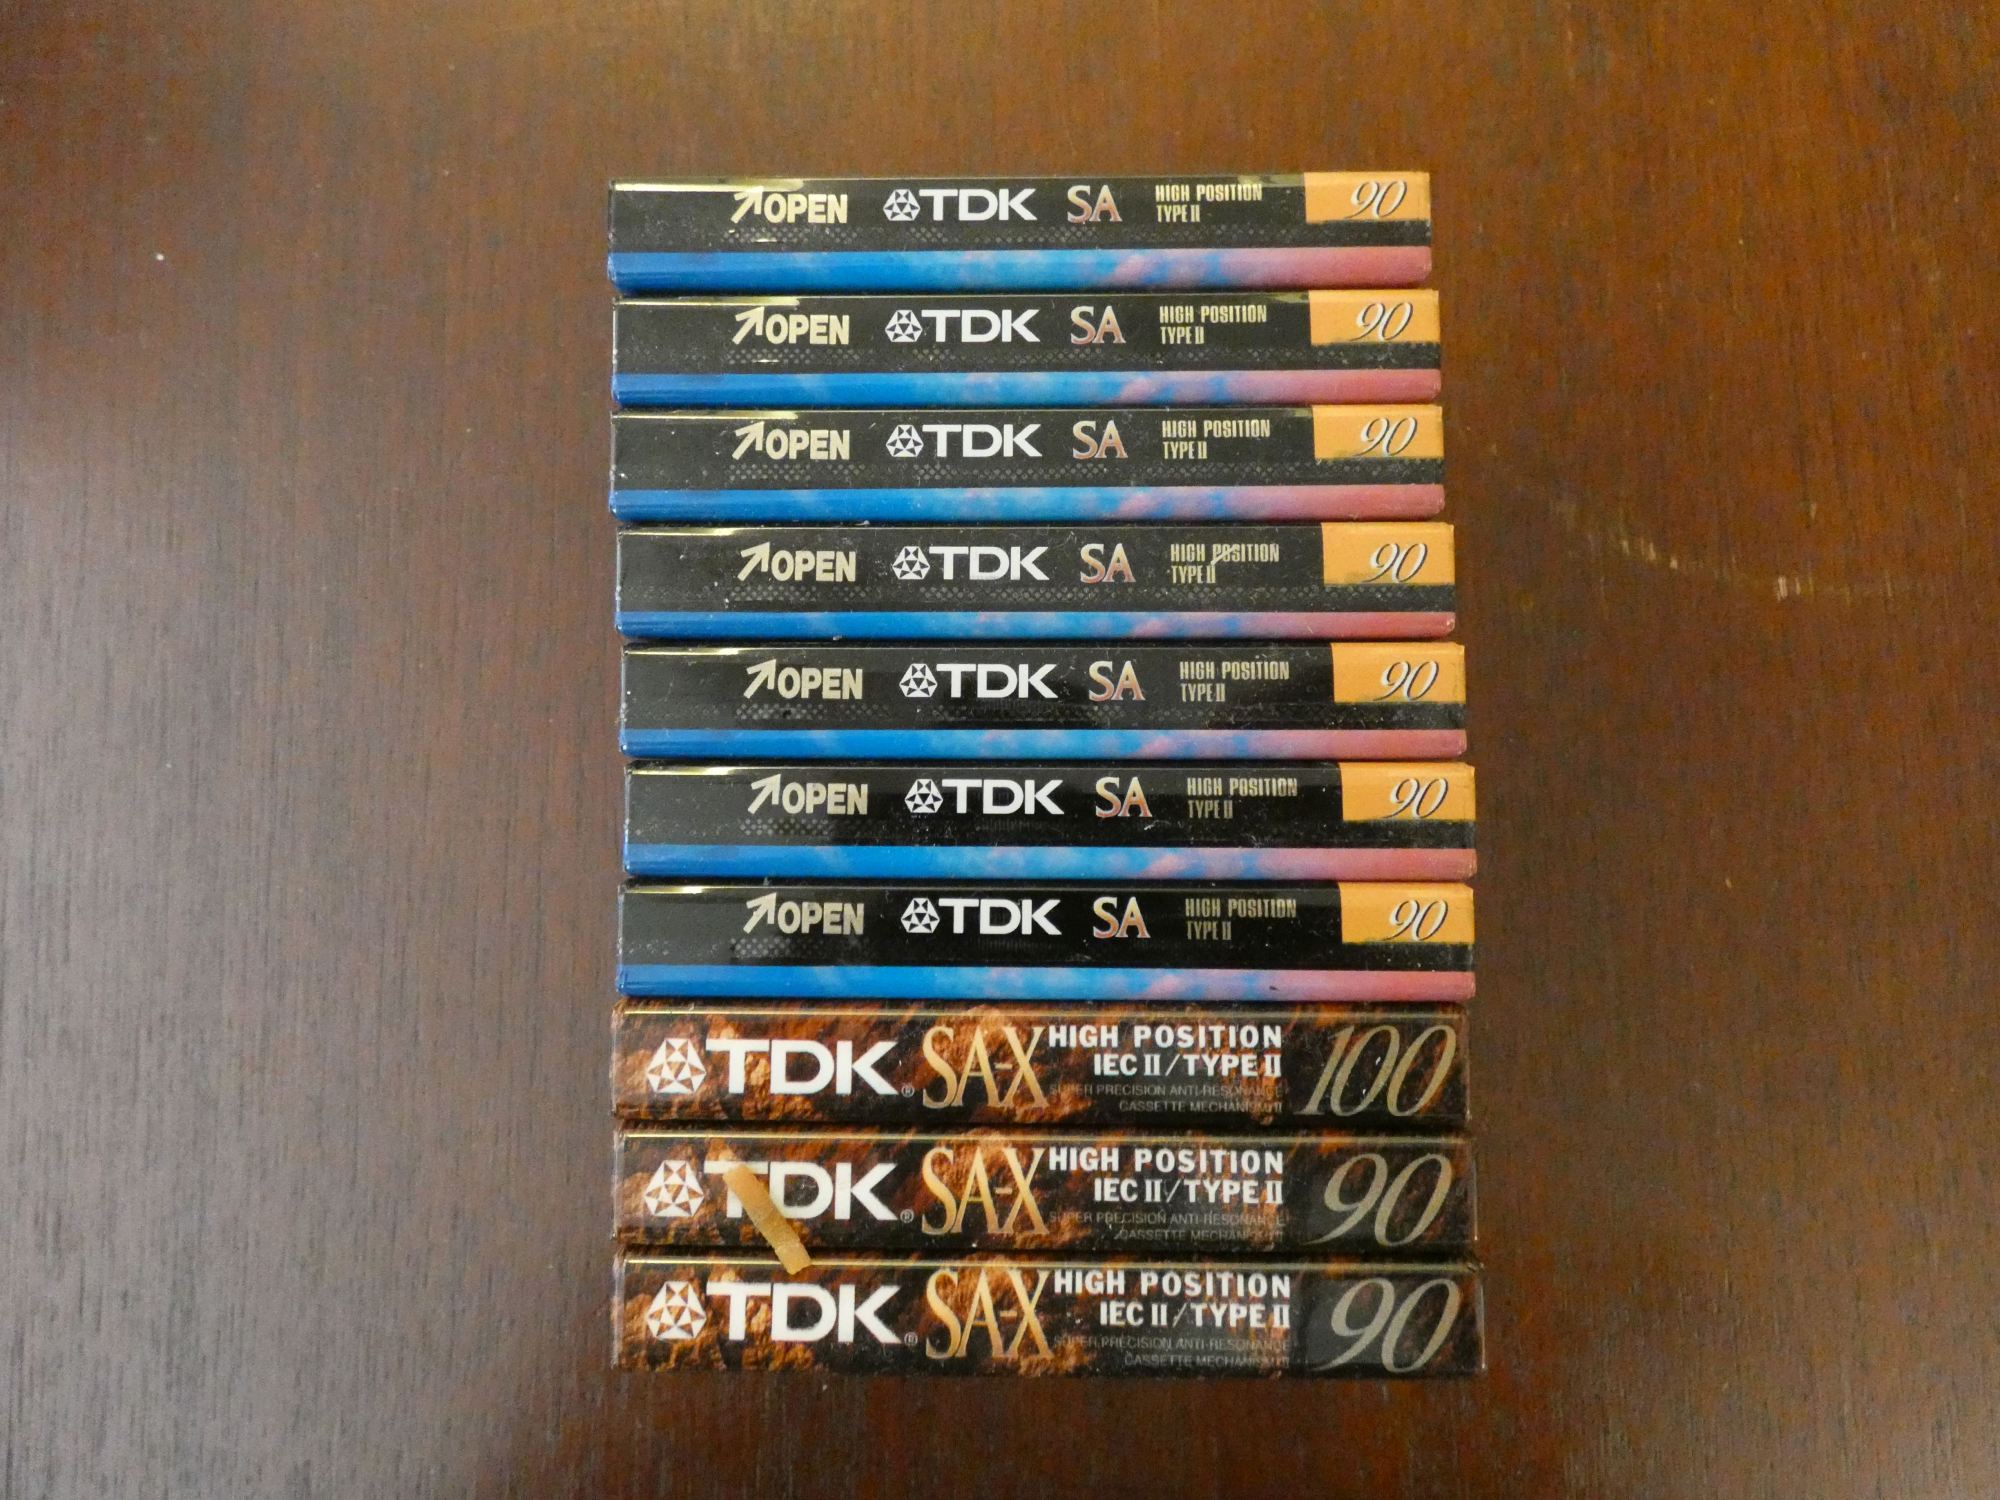 OPEN TDK SA HIGH POSITION 90
TYPE II
OPEN TDK SA HIGH POSITION 90
TYPE II
OPEN TDK SA HIGH POSITION 90
TYPE II
OPEN TDK SA HIGH POSITION 90
TYPE II
OPEN TDK SA HIGH POSITION 90
TYPE II
OPEN TDK SA HIGH POSITION 90
TYPE II
OPEN TDK SA HIGH POSITION 90
TYPE II
TDK® SA-X HIGH POSITION 100
IEC II/TYPE II
SUPER PRECISION ANTI-RESONANCE
CASSETTE MECHANISM II
TDK® SA-X HIGH POSITION 90
IEC II/TYPE II
SUPER PRECISION ANTI-RESONANCE
CASSETTE MECHANISM II
TDK® SA-X HIGH POSITION 90
IEC II/TYPE II
SUPER PRECISION ANTI-RESONANCE
CASSETTE MECHANISM II